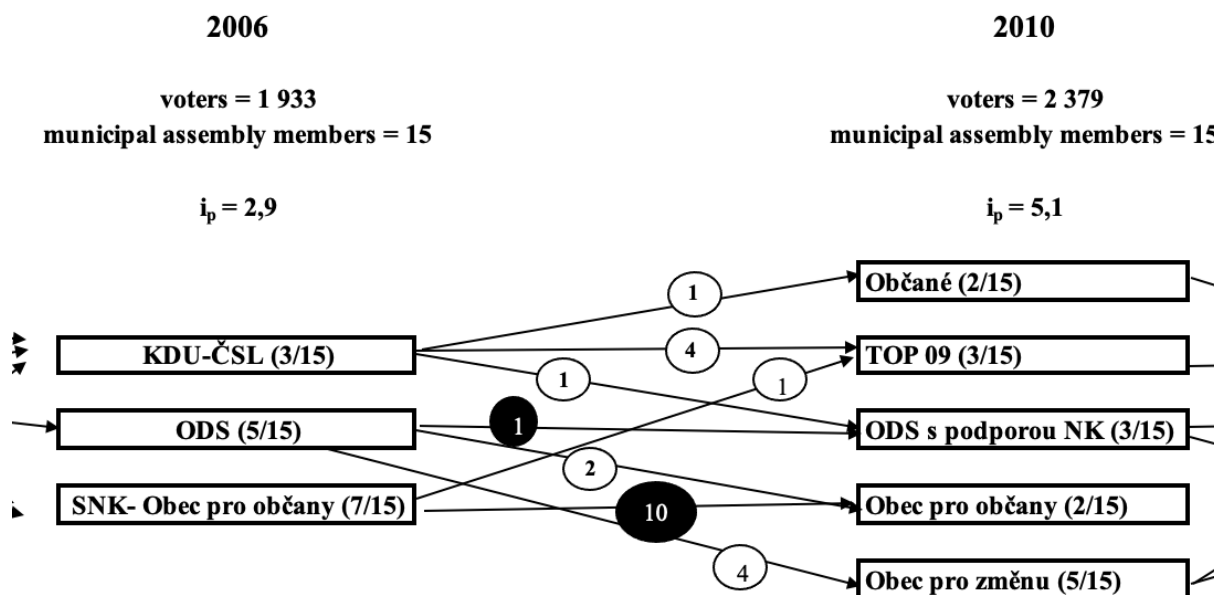 2006
voters = 1 933
municipal assembly members = 15
i_p = 2,9
KDU-ČSL (3/15)
ODS (5/15)
SNK- Obec pro občany (7/15)
1
4
1
1
1
2
10
4
2010
voters = 2 379
municipal assembly members = 15
i_p = 5,1
Občané (2/15)
TOP 09 (3/15)
ODS s podporou NK (3/15)
Obec pro občany (2/15)
Obec pro změnu (5/15)